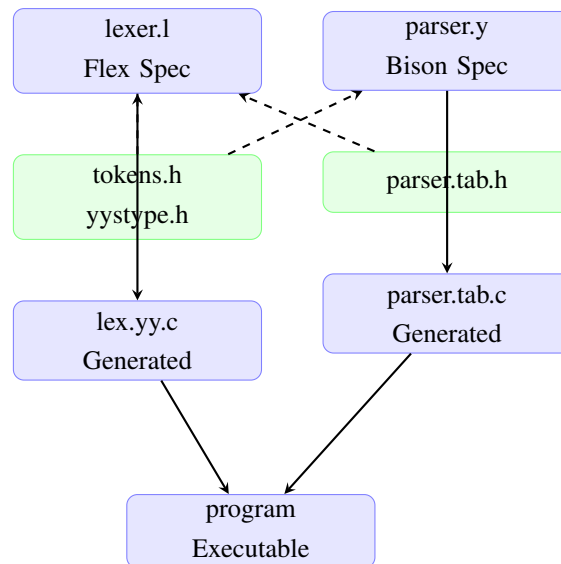 lexer.l
Flex Spec
parser.y
Bison Spec
tokens.h
yystype.h
parser.tab.h
lex.yy.c
Generated
parser.tab.c
Generated
program
Executable